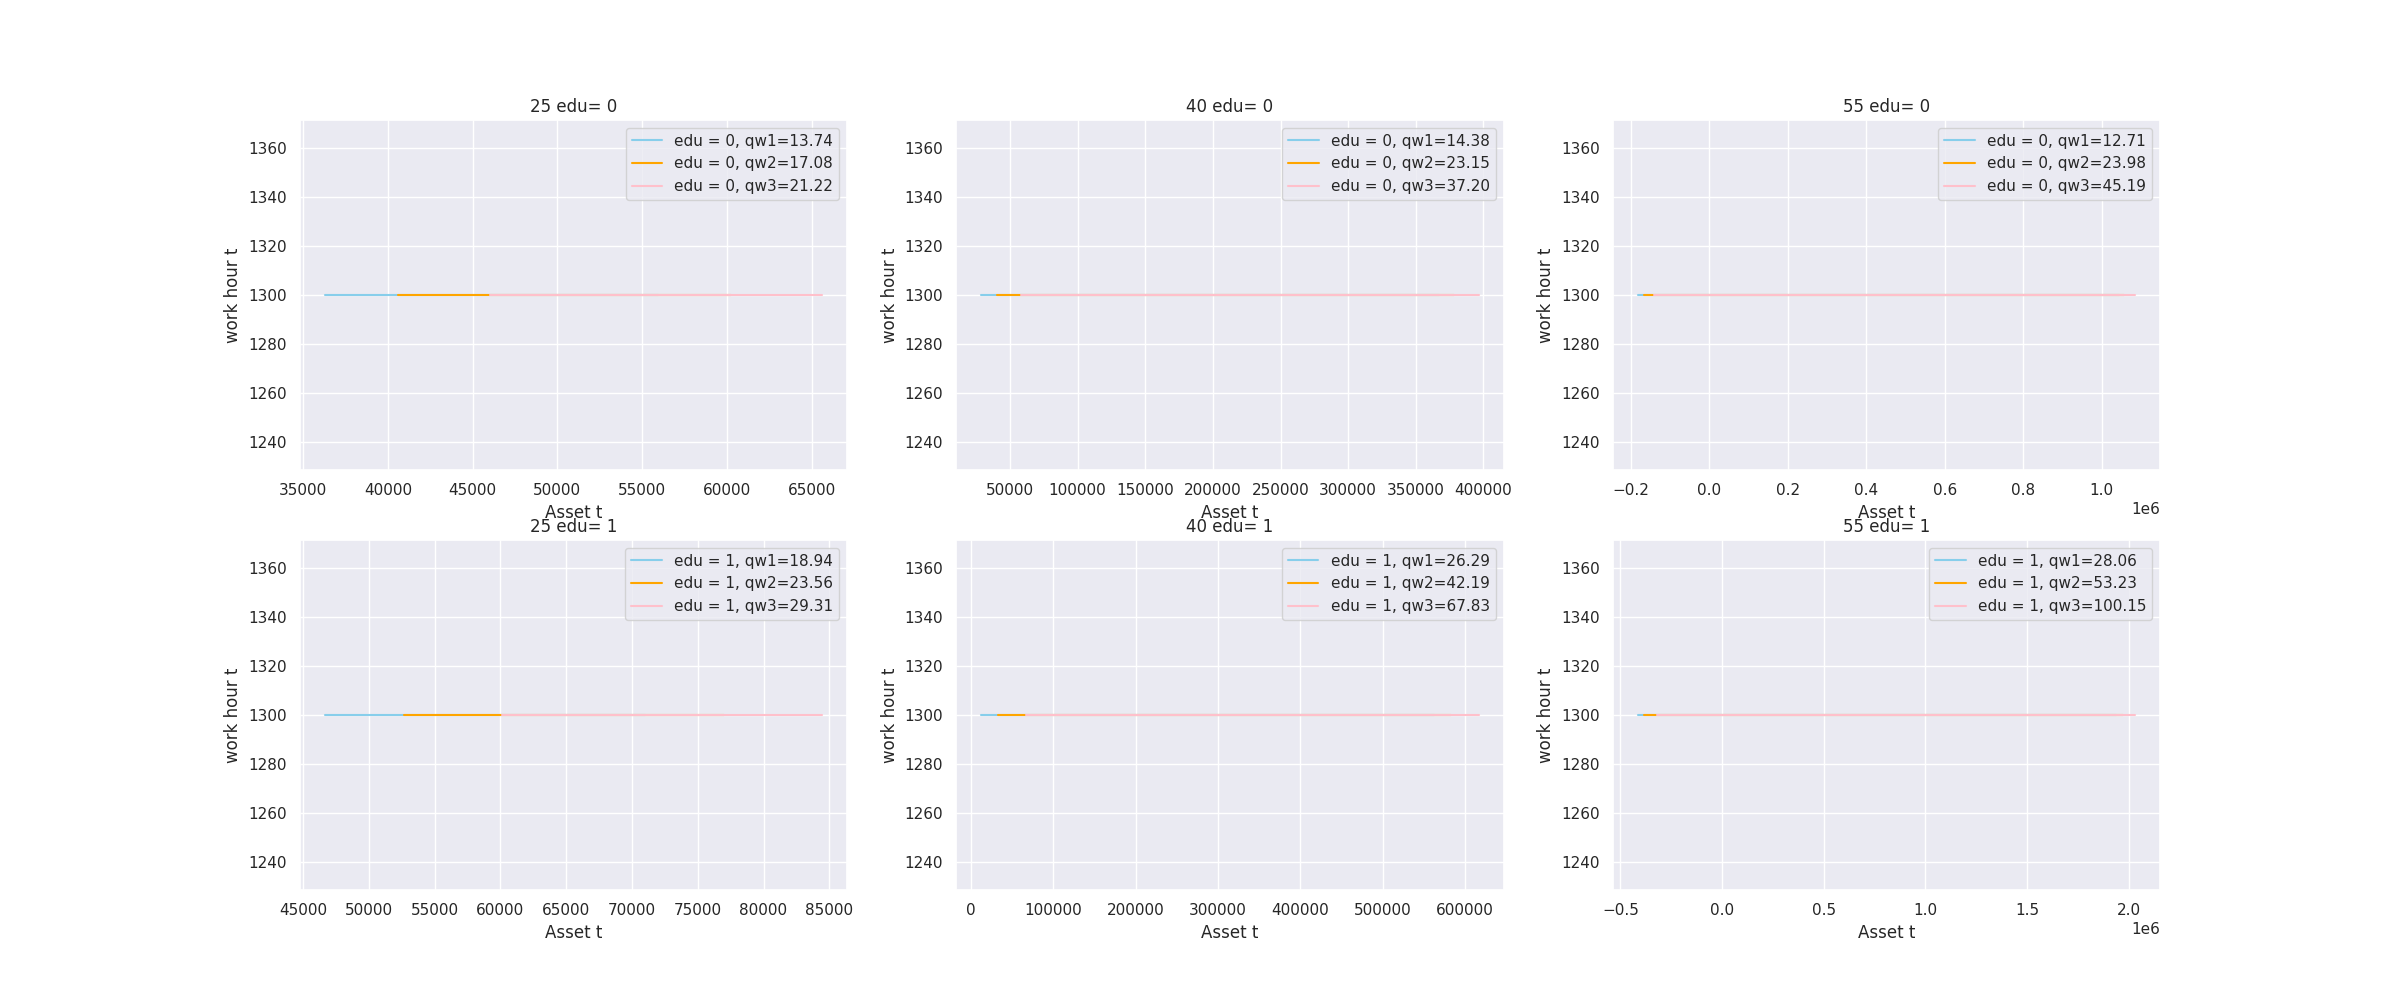 25 edu= 0
work hour t
1360
1340
1320
1300
1280
1260
1240
edu = 0, qw1=13.74
edu = 0, qw2=17.08
edu = 0, qw3=21.22
35000 40000 45000 50000 55000 60000 65000
Asset t
40 edu= 0
work hour t
1360
1340
1320
1300
1280
1260
1240
edu = 0, qw1=14.38
edu = 0, qw2=23.15
edu = 0, qw3=37.20
50000 100000 150000 200000 250000 300000 350000 400000
Asset t
55 edu= 0
work hour t
1360
1340
1320
1300
1280
1260
1240
edu = 0, qw1=12.71
edu = 0, qw2=23.98
edu = 0, qw3=45.19
−0.2 0.0 0.2 0.4 0.6 0.8 1.0
1e6
Asset t
25 edu= 1
work hour t
1360
1340
1320
1300
1280
1260
1240
edu = 1, qw1=18.94
edu = 1, qw2=23.56
edu = 1, qw3=29.31
45000 50000 55000 60000 65000 70000 75000 80000 85000
Asset t
40 edu= 1
work hour t
1360
1340
1320
1300
1280
1260
1240
edu = 1, qw1=26.29
edu = 1, qw2=42.19
edu = 1, qw3=67.83
0 100000 200000 300000 400000 500000 600000
Asset t
55 edu= 1
work hour t
1360
1340
1320
1300
1280
1260
1240
edu = 1, qw1=28.06
edu = 1, qw2=53.23
edu = 1, qw3=100.15
−0.5 0.0 0.5 1.0 1.5 2.0
1e6
Asset t